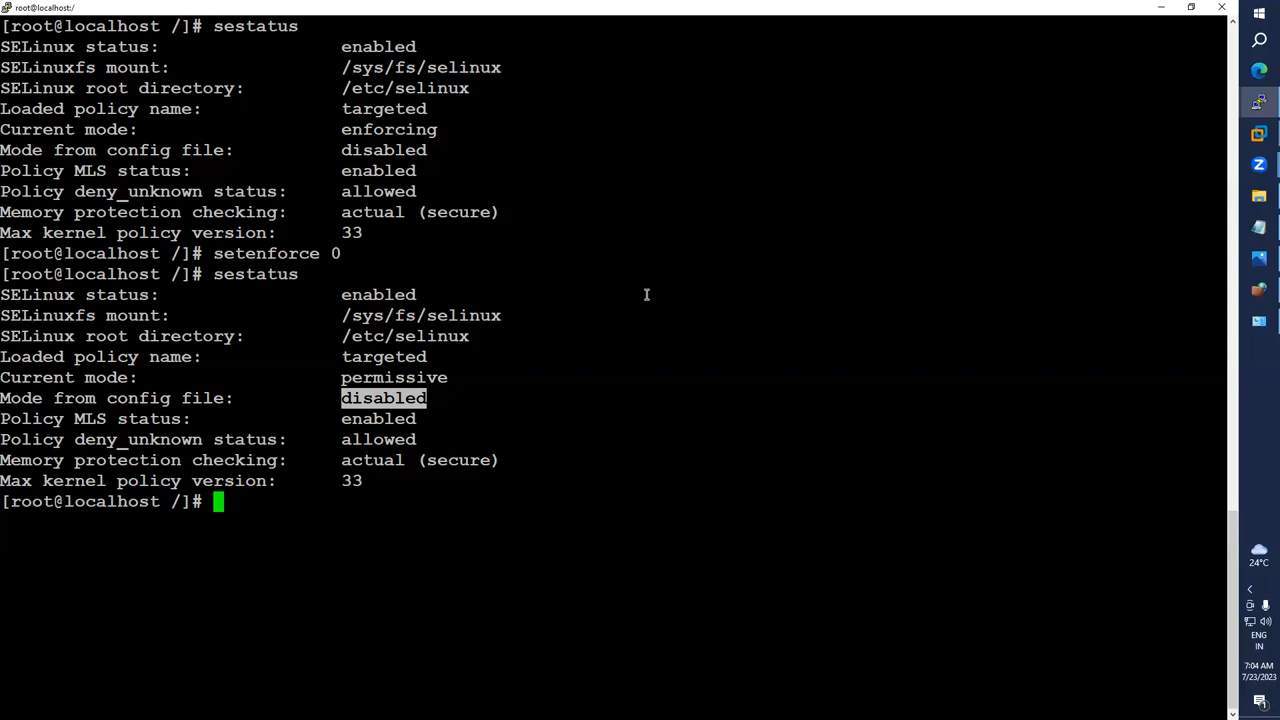 root@localhost:/
[root@localhost /]# sestatus
SELinux status:                 enabled
SELinuxfs mount:                /sys/fs/selinux
SELinux root directory:         /etc/selinux
Loaded policy name:             targeted
Current mode:                   enforcing
Mode from config file:          disabled
Policy MLS status:              enabled
Policy deny_unknown status:     allowed
Memory protection checking:     actual (secure)
Max kernel policy version:      33
[root@localhost /]# setenforce 0
[root@localhost /]# sestatus
SELinux status:                 enabled
SELinuxfs mount:                /sys/fs/selinux
SELinux root directory:         /etc/selinux
Loaded policy name:             targeted
Current mode:                   permissive
Mode from config file:          disabled
Policy MLS status:              enabled
Policy deny_unknown status:     allowed
Memory protection checking:     actual (secure)
Max kernel policy version:      33
[root@localhost /]#
Z
24°C
ENG
IN
7:04 AM
7/23/2023
1